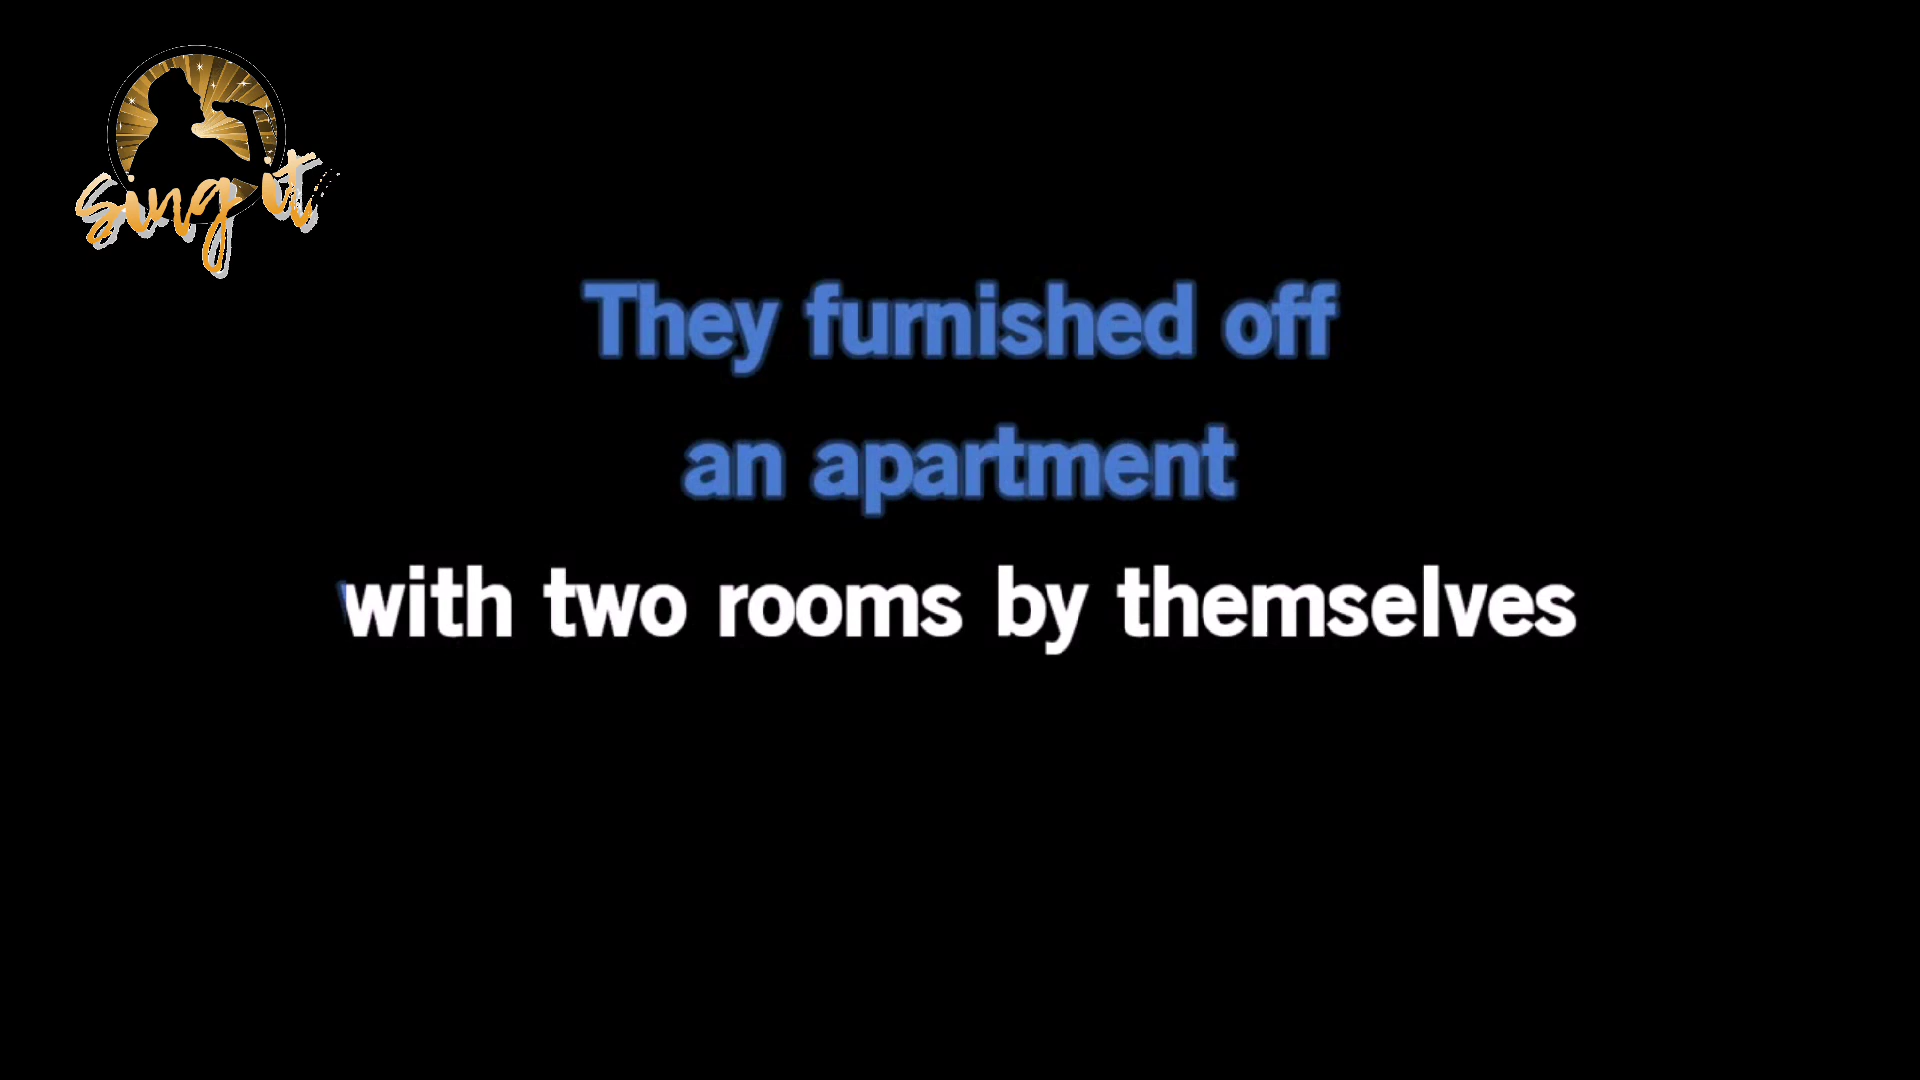 sing it
They furnished off
an apartment
with two rooms by themselves